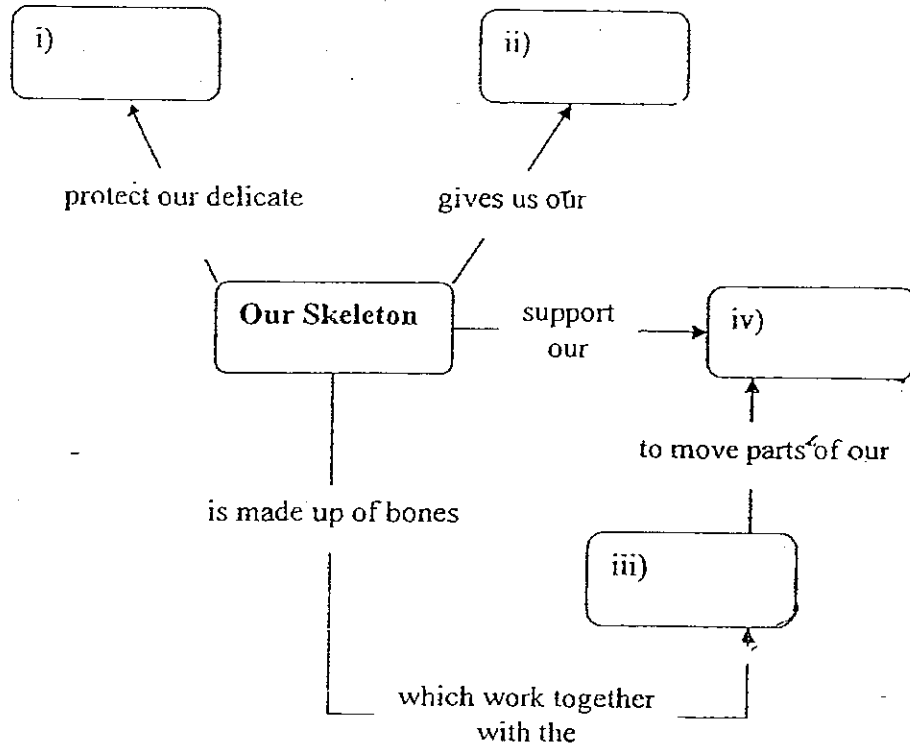 i)
ii)
protect our delicate
gives us our
Our Skeleton
support
our
iv)
to move parts of our
is made up of bones
iii)
which work together
with the